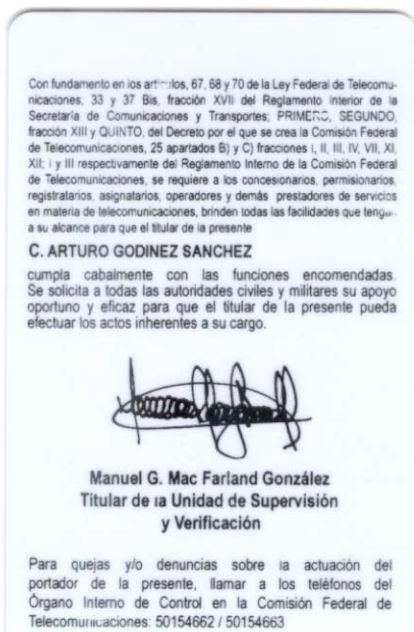 Con fundamento en los artículos, 67, 68 y 70 de la Ley Federal de Telecomu-
nicaciones, 33 y 37 Bis, fracción XVII del Reglamento Interior de la
Secretaría de Comunicaciones y Transportes; PRIMERO, SEGUNDO,
fracción XIII y QUINTO, del Decreto por el que se crea la Comisión Federal
de Telecomunicaciones, 25 apartados B) y C) fracciones I, II, III, IV, VII, XI,
XII; I y III respectivamente del Reglamento Interno de la Comisión Federal
de Telecomunicaciones, se requiere a los concesionarios, permisionarios,
registratarios, asignatarios, operadores y demás prestadores de servicios
en materia de telecomunicaciones, brinden todas las facilidades que tengan
a su alcance para que el titular de la presente
C. ARTURO GODINEZ SANCHEZ
cumpla cabalmente con las funciones encomendadas.
Se solicita a todas las autoridades civiles y militares su apoyo
oportuno y eficaz para que el titular de la presente pueda
efectuar los actos inherentes a su cargo.
Manuel G. Mac Farland González
Titular de la Unidad de Supervisión
y Verificación
Para quejas y/o denuncias sobre la actuación del
portador de la presente, llamar a los teléfonos del
Órgano Interno de Control en la Comisión Federal de
Telecomunicaciones: 50154662 / 50154663